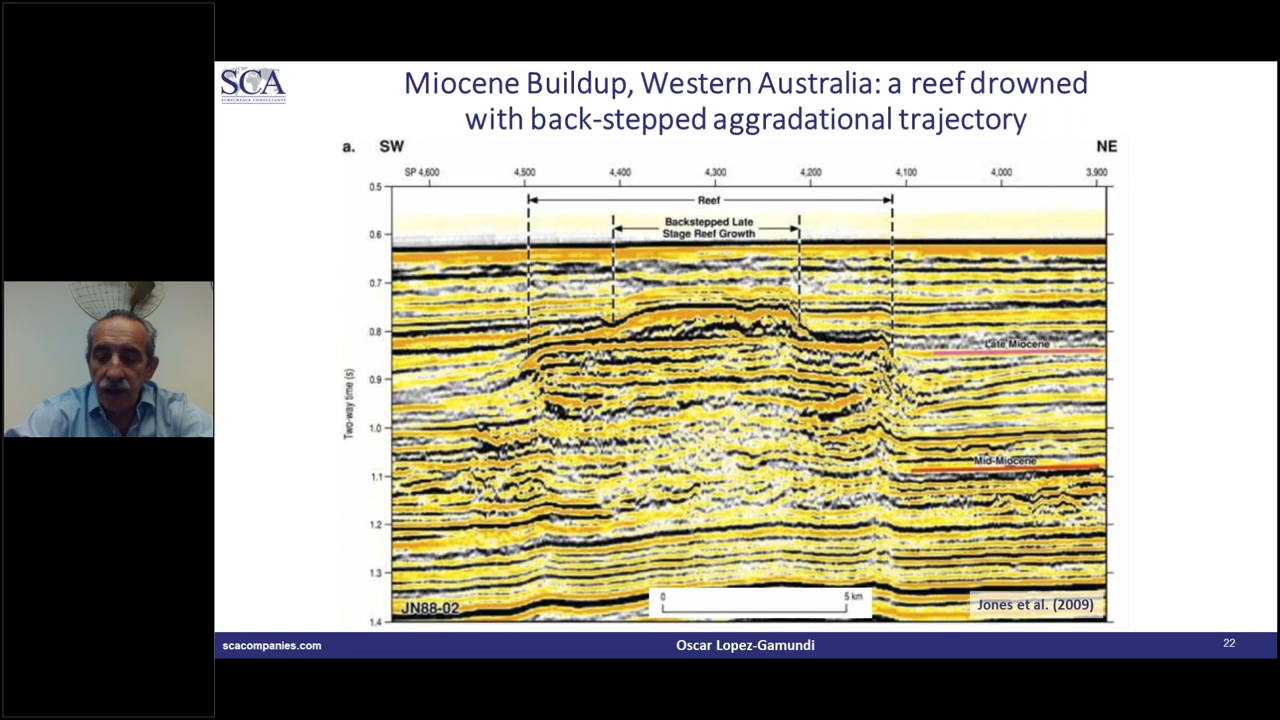 SCA
SUBSURFACE CONSULTANTS
Miocene Buildup, Western Australia: a reef drowned
with back-stepped aggradational trajectory
a. SW NE
SP 4,600 4,500 4,400 4,300 4,200 4,100 4,000 3,900
0.5
Reef
Backstepped Late
Stage Reef Growth
0.6
0.7
0.8
Late Miocene
0.9
Two-way time (s)
1.0
Mid-Miocene
1.1
1.2
1.3
0 5 km
JN88-02
Jones et al. (2009)
1.4
scacompanies.com Oscar Lopez-Gamundi 22